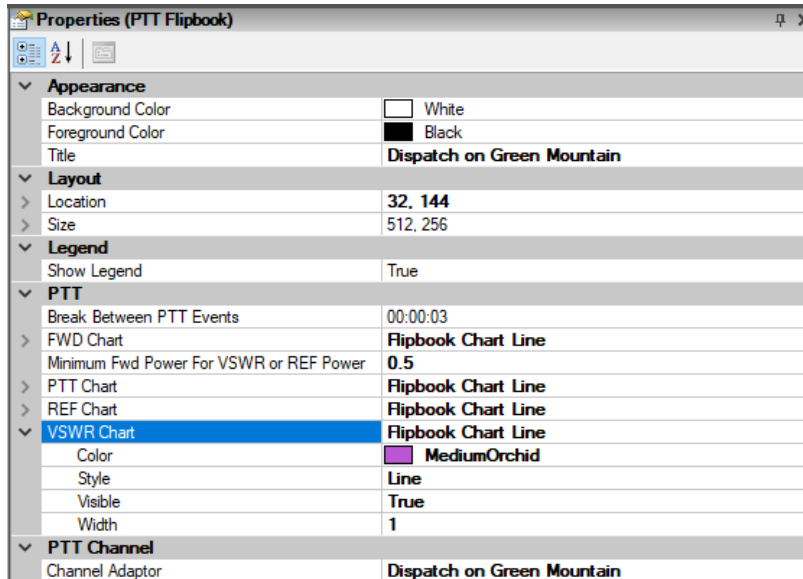 Properties (PTT Flipbook)
A
Z
Appearance
Background Color White
Foreground Color Black
Title Dispatch on Green Mountain
Layout
Location 32, 144
Size 512, 256
Legend
Show Legend True
PTT
Break Between PTT Events 00:00:03
FWD Chart Flipbook Chart Line
Minimum Fwd Power For VSWR or REF Power 0.5
PTT Chart Flipbook Chart Line
REF Chart Flipbook Chart Line
VSWR Chart Flipbook Chart Line
Color MediumOrchid
Style Line
Visible True
Width 1
PTT Channel
Channel Adaptor Dispatch on Green Mountain